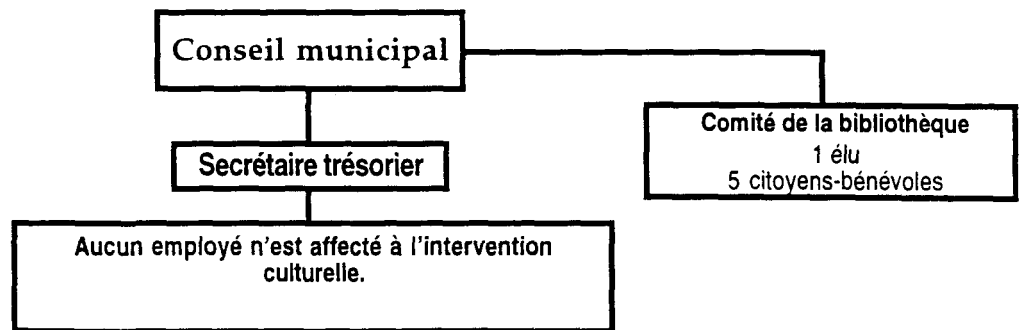 Conseil municipal
Comité de la bibliothèque
1 élu
5 citoyens-bénévoles
Secrétaire trésorier
Aucun employé n'est affecté à l'intervention
culturelle.